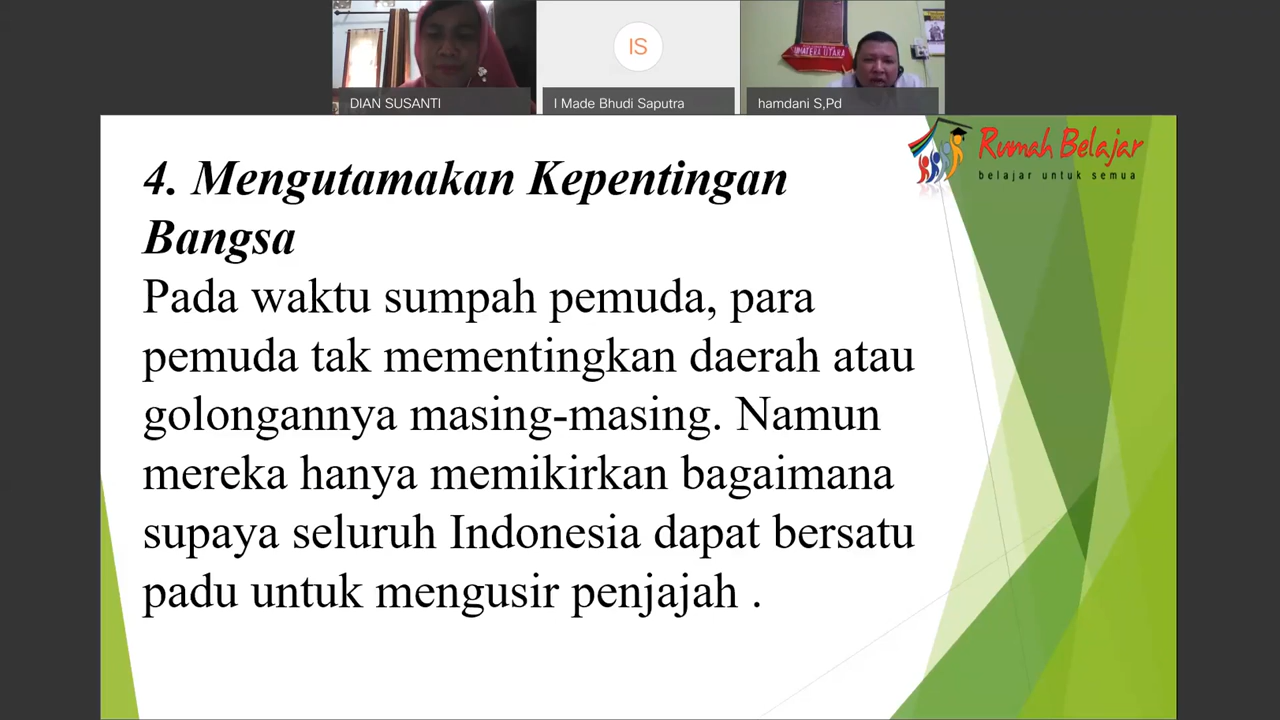 IS
DIAN SUSANTI
I Made Bhudi Saputra
hamdani S,Pd
SUMATERA UTARA
Rumah Belajar
belajar untuk semua
4. Mengutamakan Kepentingan
Bangsa
Pada waktu sumpah pemuda, para
pemuda tak mementingkan daerah atau
golongannya masing-masing. Namun
mereka hanya memikirkan bagaimana
supaya seluruh Indonesia dapat bersatu
padu untuk mengusir penjajah .